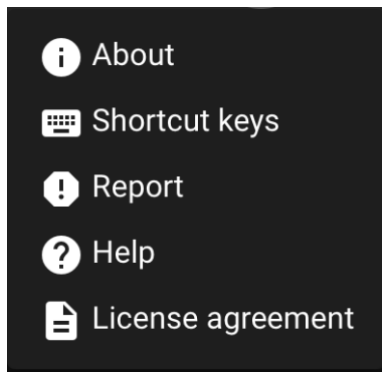 About
Shortcut keys
Report
Help
License agreement